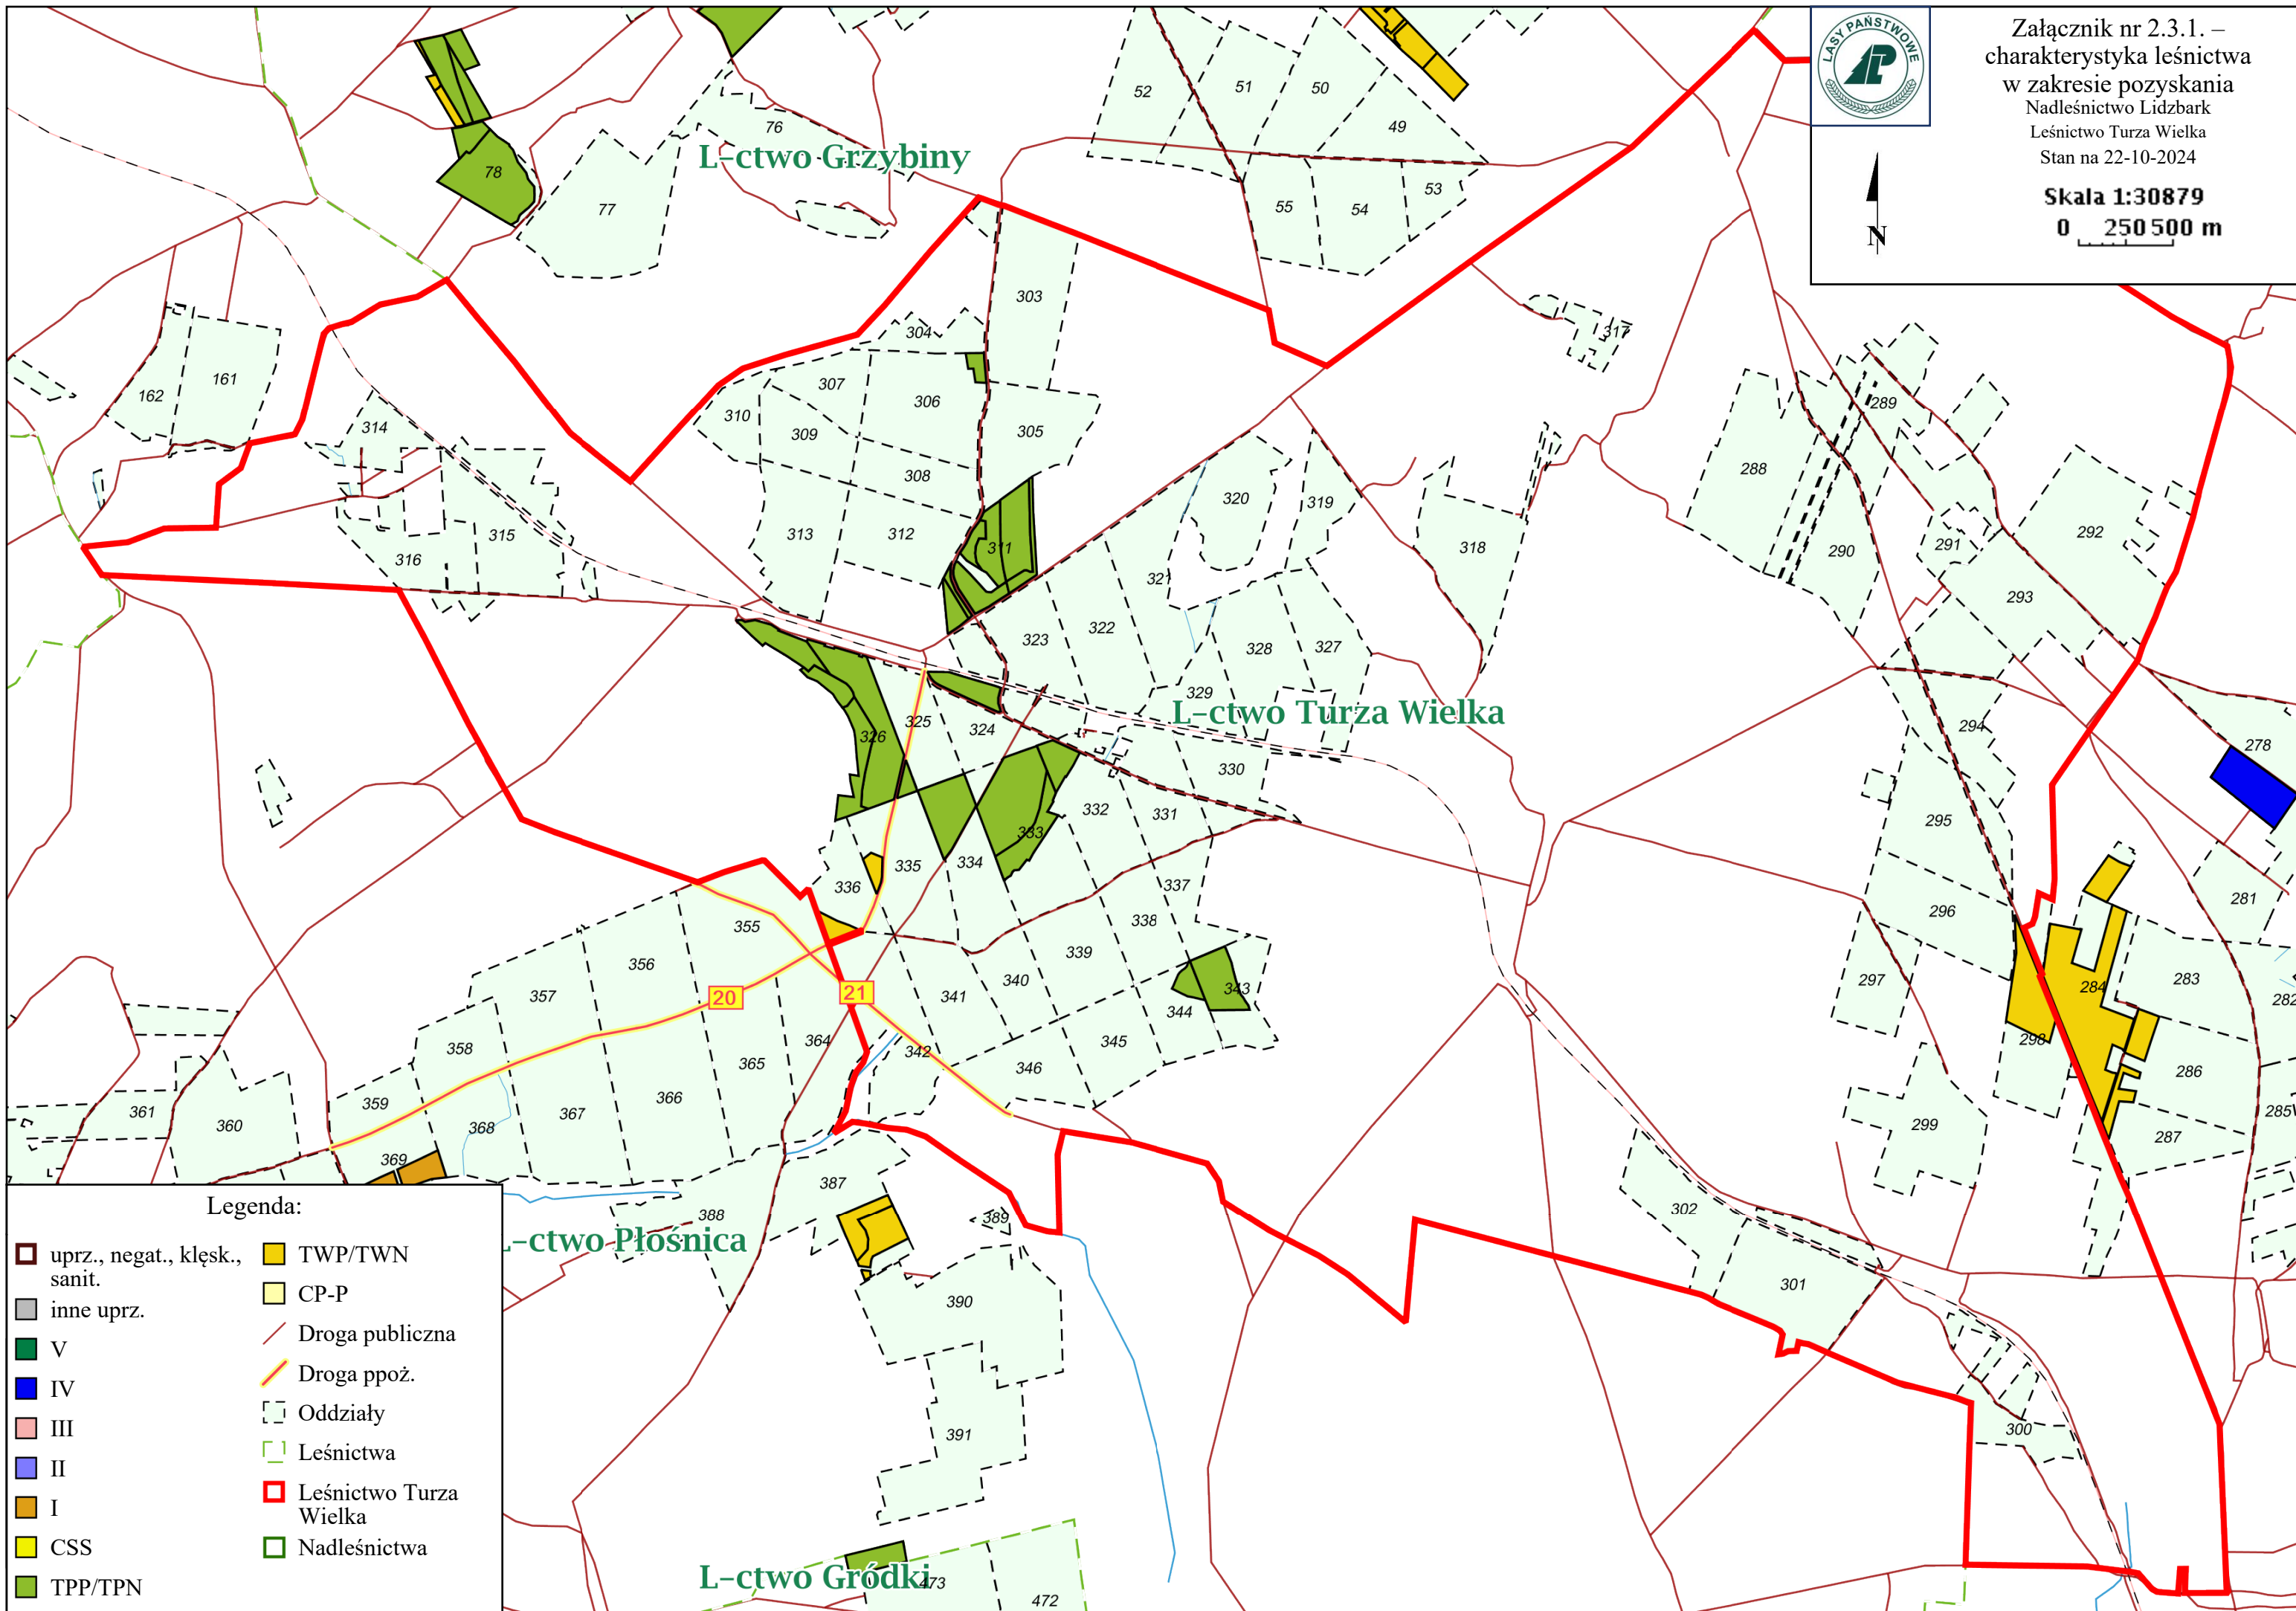 LASY PAŃSTWOWE
Załącznik nr 2.3.1. –
charakterystyka leśnictwa
w zakresie pozyskania
Nadleśnictwo Lidzbark
Leśnictwo Turza Wielka
Stan na 22-10-2024
Skala 1:30879
0 250 500 m
N
L-ctwo Grzybiny
L-ctwo Turza Wielka
L-ctwo Płośnica
L-ctwo Gródki
52
51
50
49
76
78
77
55
54
53
303
304
317
162
161
307
306
310
309
305
289
314
308
288
320
319
313
312
311
315
316
318
290
291
292
321
293
323
322
328
327
329
325
324
326
294
278
330
332
331
333
295
335
334
336
337
281
355
338
296
356
339
340
357
341
343
297
283
284
282
20
21
344
364
342
345
298
358
365
346
286
359
366
361
367
360
368
299
285
287
369
387
302
388
389
301
390
391
300
473
472
Legenda:
uprz., negat., klęsk.,
sanit.
inne uprz.
V
IV
III
II
I
CSS
TPP/TPN
TWP/TWN
CP-P
Droga publiczna
Droga ppoż.
Oddziały
Leśnictwa
Leśnictwo Turza
Wielka
Nadleśnictwa